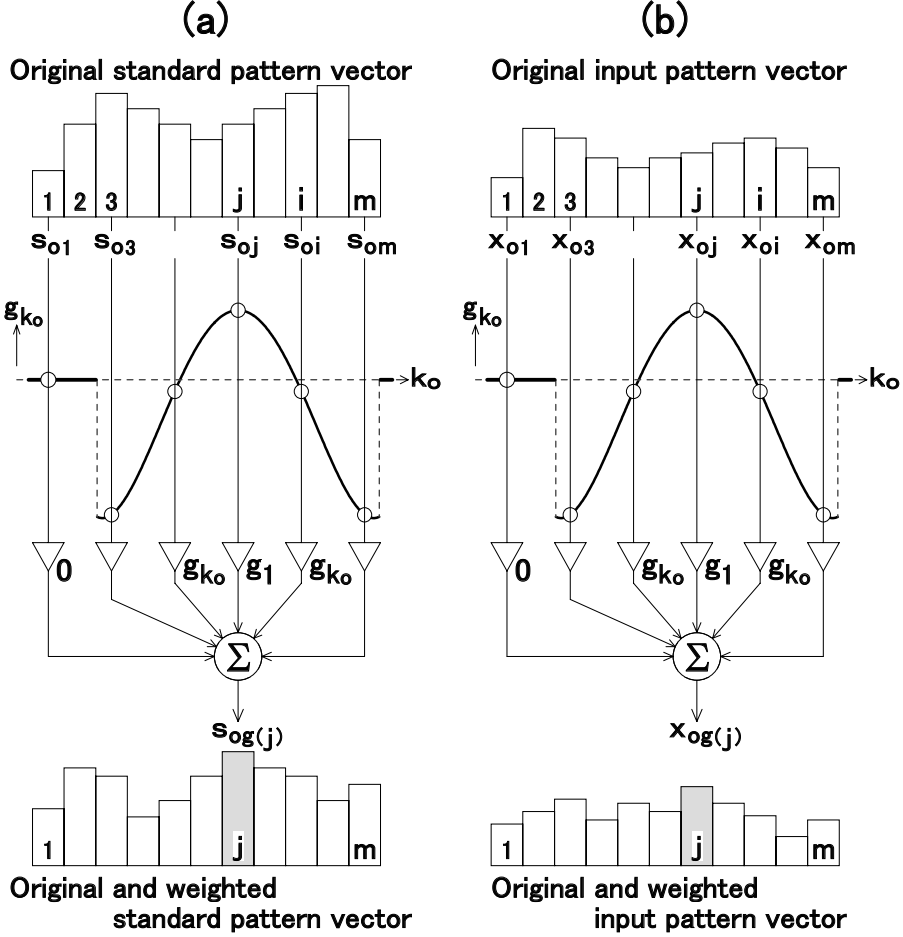 (a)
Original standard pattern vector
1 2 3 j i m
so1 so3 soj soi som
gko
ko
0 gko g1 gko
Σ
sog(j)
1 j m
Original and weighted
standard pattern vector
(b)
Original input pattern vector
1 2 3 j i m
xo1 xo3 xoj xoi xom
gko
ko
0 gko g1 gko
Σ
xog(j)
1 j m
Original and weighted
input pattern vector